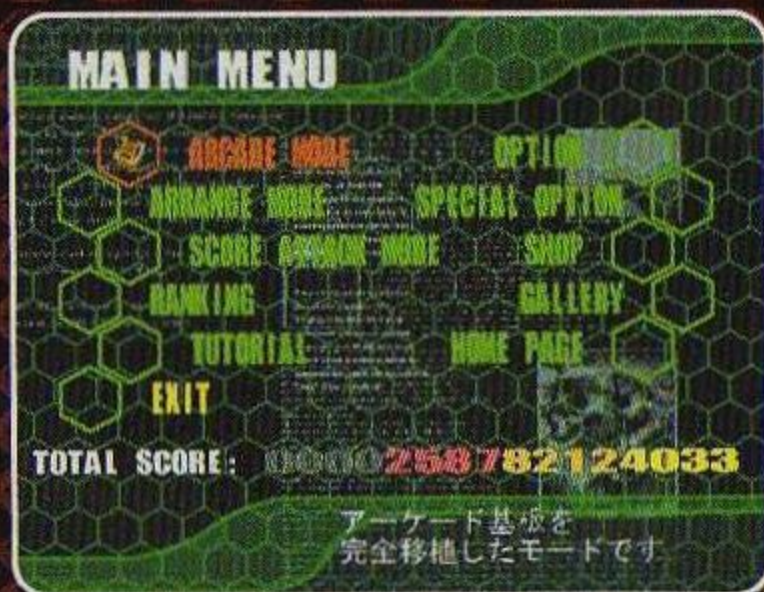 MAIN MENU
ARCADE MODE OPTION
ARRANGE MODE SPECIAL OPTION
SCORE ATTACK MODE SHOP
RANKING GALLERY
TUTORIAL HOME PAGE
EXIT
TOTAL SCORE: 0000258782124033
アーケード基板を
完全移植したモードです